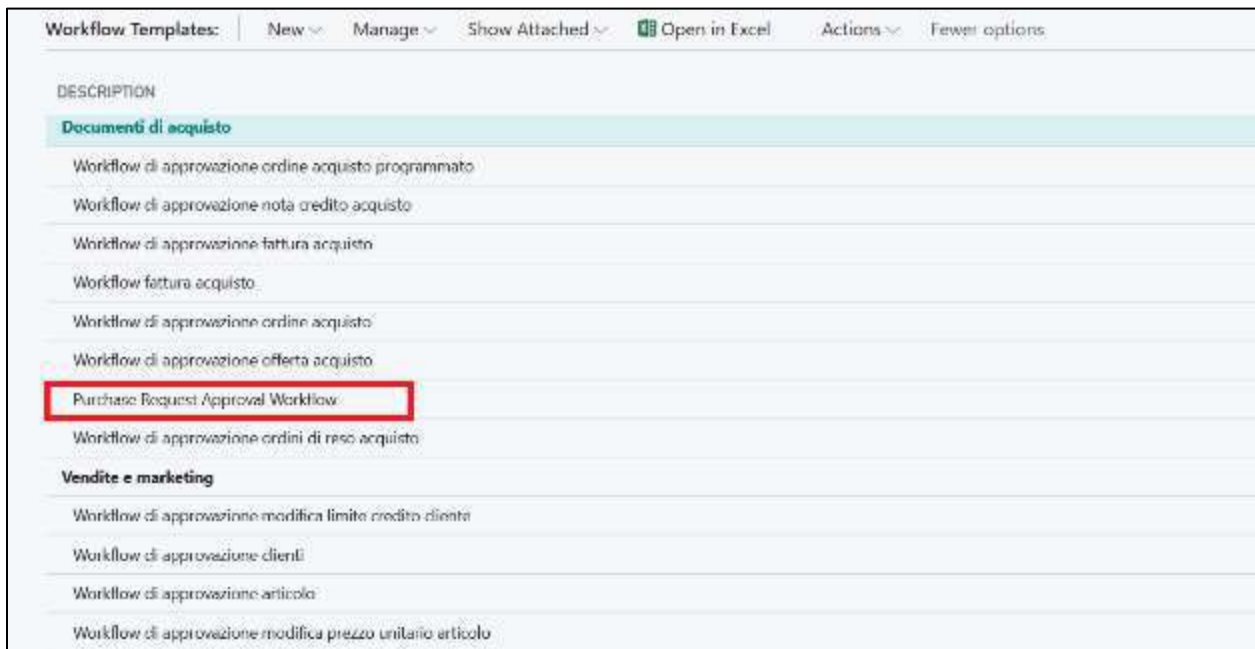 Workflow Templates: New Manage Show Attached Open in Excel Actions Fewer options
DESCRIPTION
Documenti di acquisto
Workflow di approvazione ordine acquisto programmato
Workflow di approvazione nota credito acquisto
Workflow di approvazione fattura acquisto
Workflow fattura acquisto
Workflow di approvazione ordine acquisto
Workflow di approvazione offerta acquisto
Purchase Request Approval Workflow
Workflow di approvazione ordini di reso acquisto
Vendite e marketing
Workflow di approvazione modifica limite credito cliente
Workflow di approvazione clienti
Workflow di approvazione articolo
Workflow di approvazione modifica prezzo unitario articolo